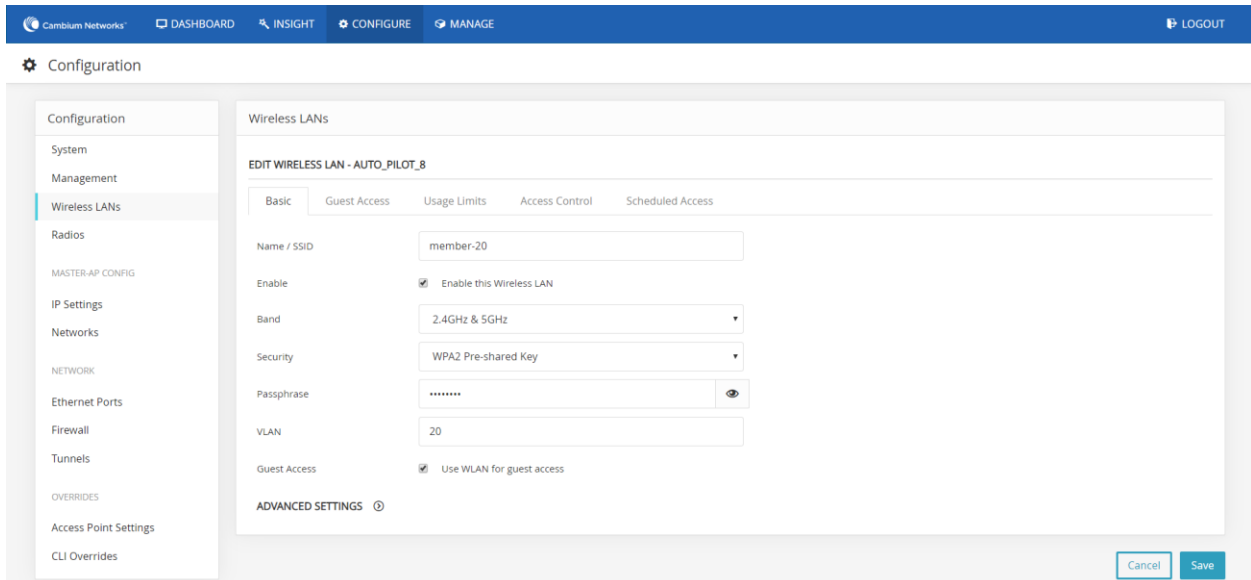 Cambium Networks™ DASHBOARD INSIGHT CONFIGURE MANAGE LOGOUT
Configuration
Configuration
System
Management
Wireless LANs
Radios
MASTER-AP CONFIG
IP Settings
Networks
NETWORK
Ethernet Ports
Firewall
Tunnels
OVERRIDES
Access Point Settings
CLI Overrides
Wireless LANs
EDIT WIRELESS LAN - AUTO_PILOT_8
Basic Guest Access Usage Limits Access Control Scheduled Access
Name / SSID member-20
Enable Enable this Wireless LAN
Band 2.4GHz & 5GHz
Security WPA2 Pre-shared Key
Passphrase ••••••••
VLAN 20
Guest Access Use WLAN for guest access
ADVANCED SETTINGS
Cancel Save